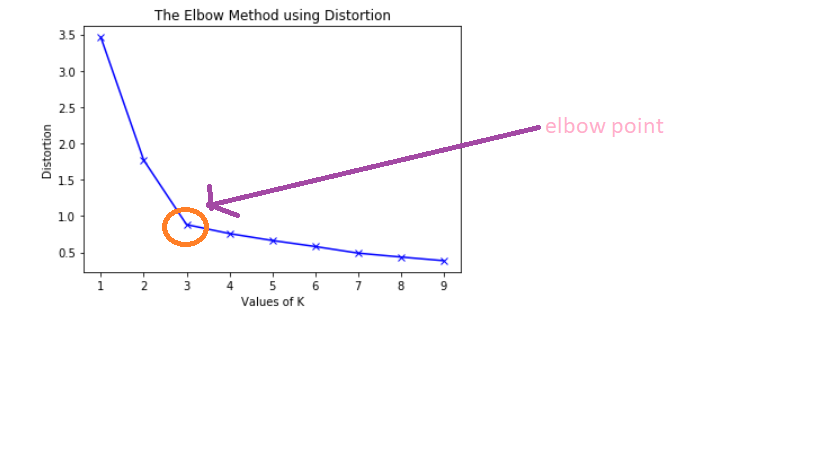 The Elbow Method using Distortion
3.5
3.0
2.5
2.0
1.5
1.0
0.5
Distortion
elbow point
1 2 3 4 5 6 7 8 9
Values of K